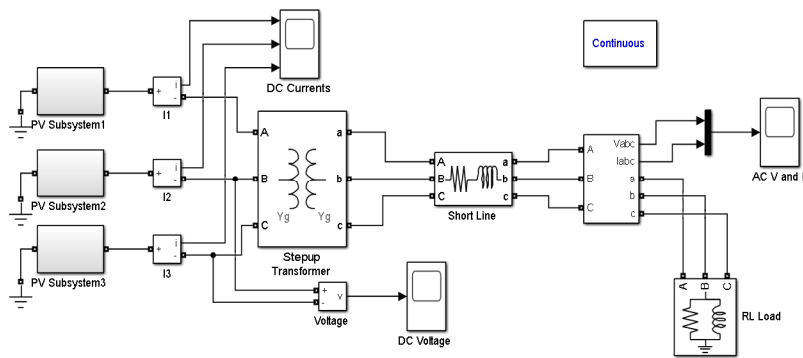 Continuous
DC Currents
i
+
-
I1
PV Subsystem1
i
+
-
I2
PV Subsystem2
i
+
-
I3
PV Subsystem3
A
B
C
a
b
c
Yg
Yg
Stepup
Transformer
A
B
C
a
b
c
Short Line
A
B
C
Vabc
Iabc
a
b
c
AC V and I
+
-
v
Voltage
DC Voltage
A
B
C
RL Load